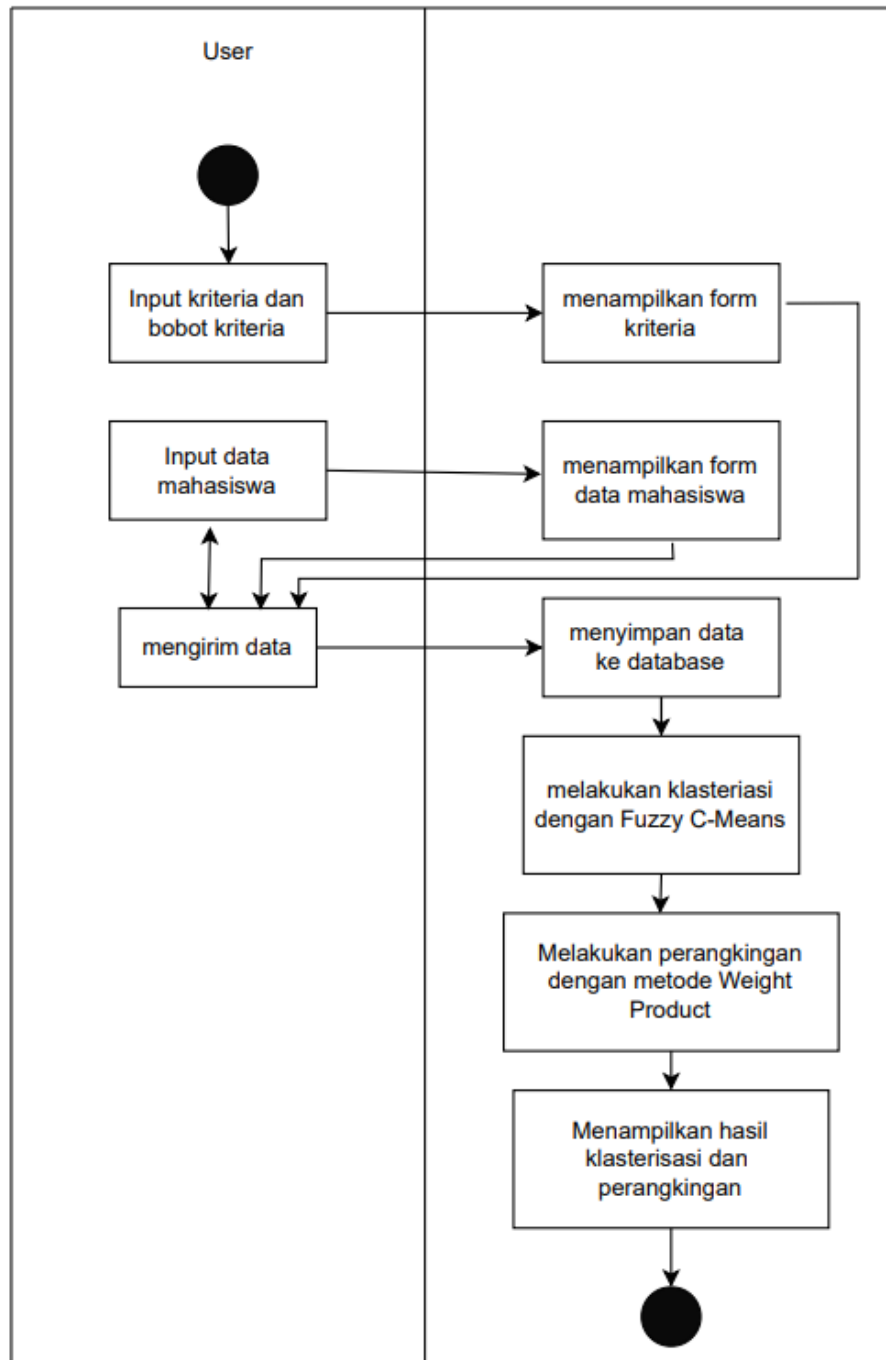 User
Input kriteria dan
bobot kriteria
menampilkan form
kriteria
Input data
mahasiswa
menampilkan form
data mahasiswa
mengirim data
menyimpan data
ke database
melakukan klasteriasi
dengan Fuzzy C-Means
Melakukan perangkingan
dengan metode Weight
Product
Menampilkan hasil
klasterisasi dan
perangkingan